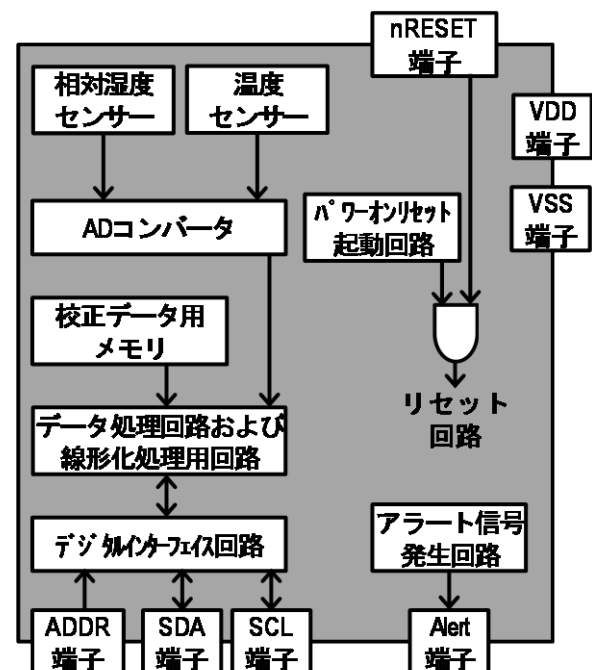 nRESET
端子
相対湿度
センサー
温度
センサー
VDD
端子
VSS
端子
ADコンバータ
パワーオンリセット
起動回路
校正データ用
メモリ
リセット
回路
データ処理回路および
線形化処理用回路
アラート信号
発生回路
デジタルインターフェイス回路
ADDR
端子
SDA
端子
SCL
端子
Alert
端子